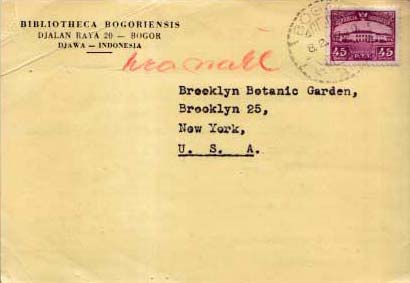 BIBLIOTHECA BOGORIENSIS
DJALAN RAYA 20 — BOGOR
DJAWA — INDONESIA
45 45
Brooklyn Botanic Garden,
Brooklyn 25,
New York,
U. S. A.